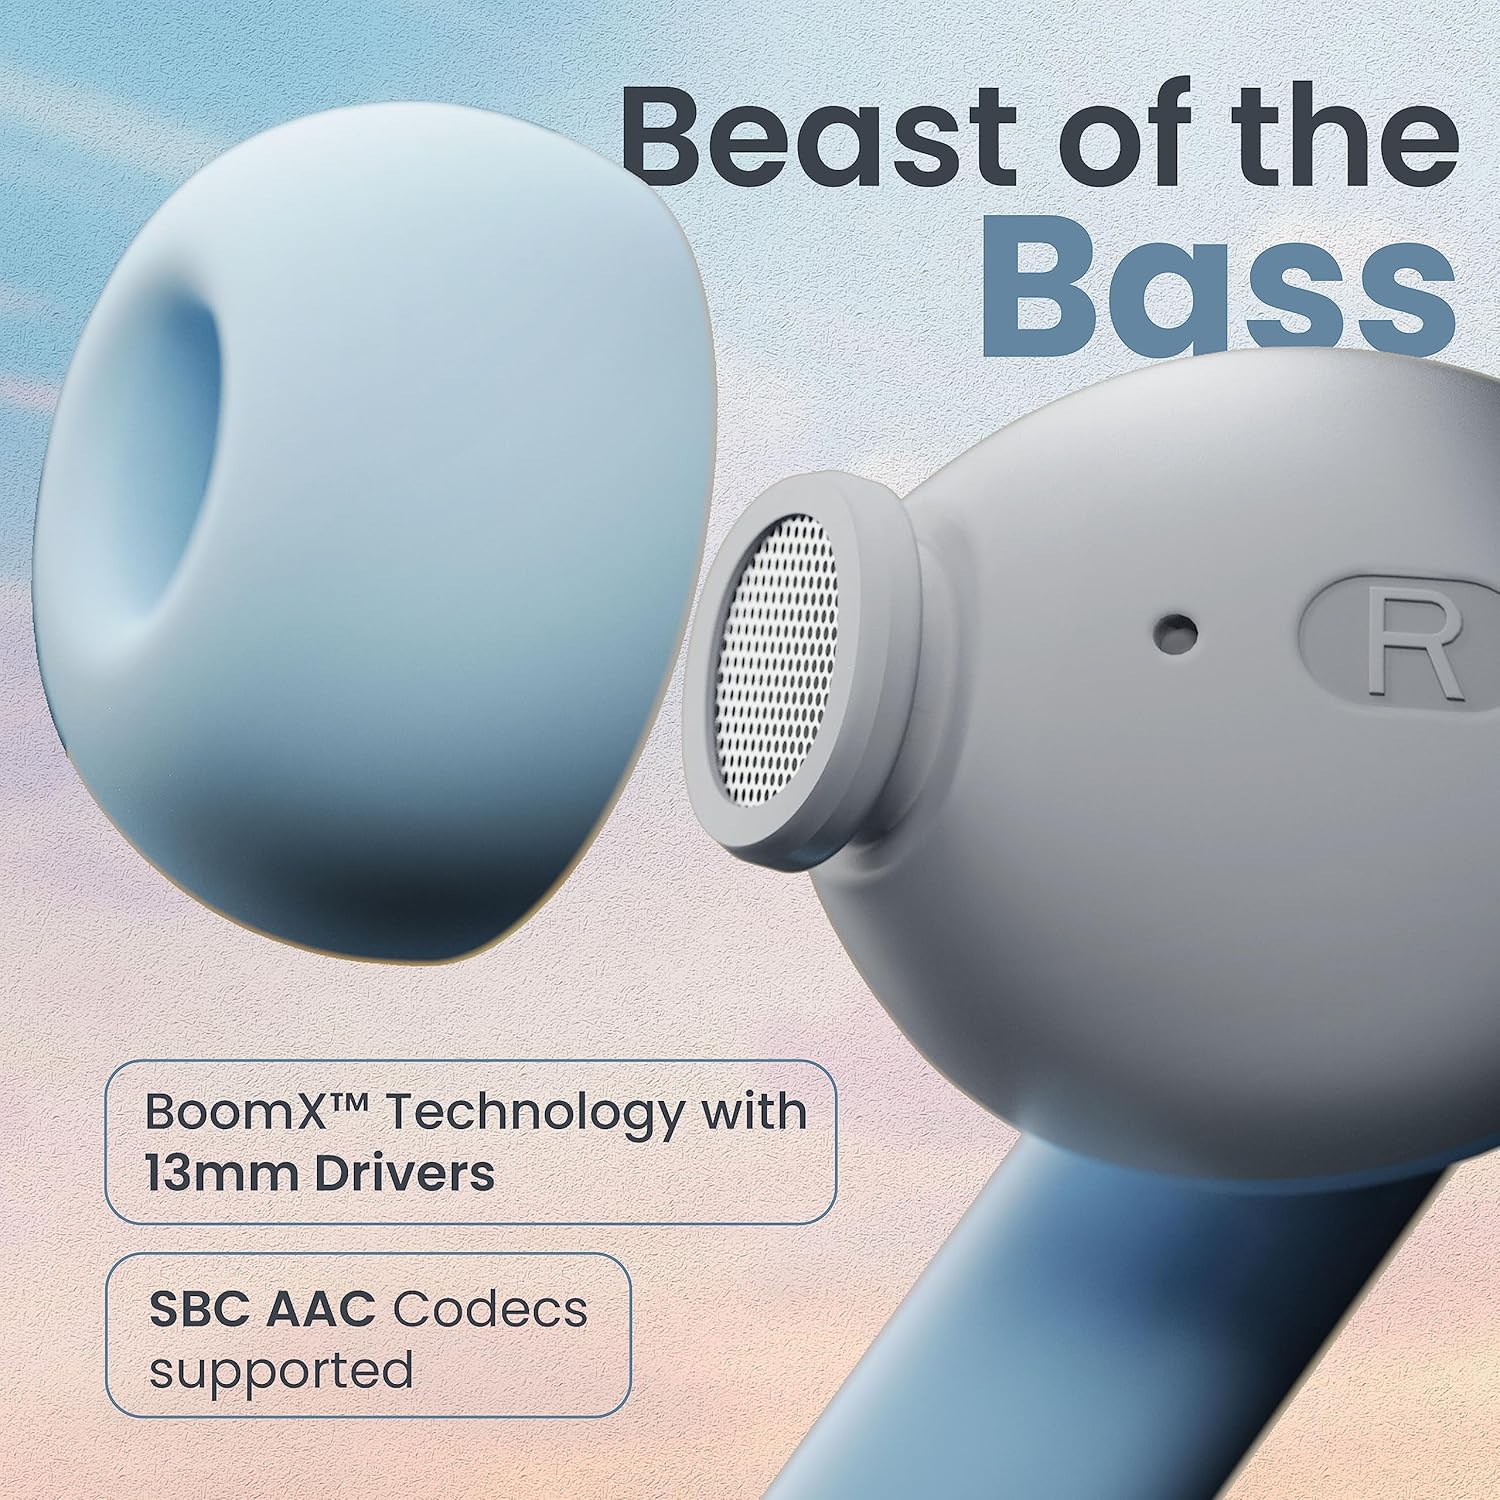 Beast of the
Bass
R
BoomX™ Technology with
13mm Drivers
SBC AAC Codecs
supported